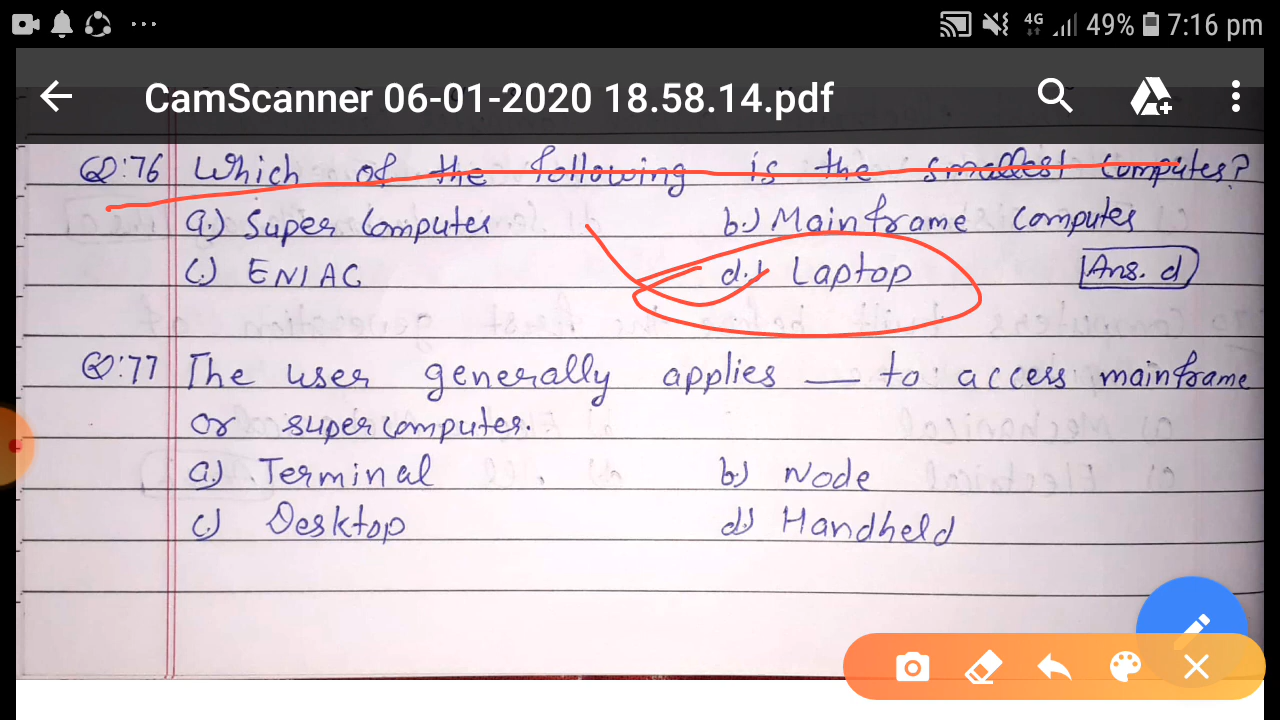 4G 49% 7:16 pm
CamScanner 06-01-2020 18.58.14.pdf
Q:76 Which of the following is the smallest computer?
a.) Super Computer b.) Mainframe Computer
c.) ENIAC d.) Laptop Ans. d
Q:77 The user generally applies — to access mainframe
or supercomputer.
a.) Terminal b.) Node
c.) Desktop d.) Handheld